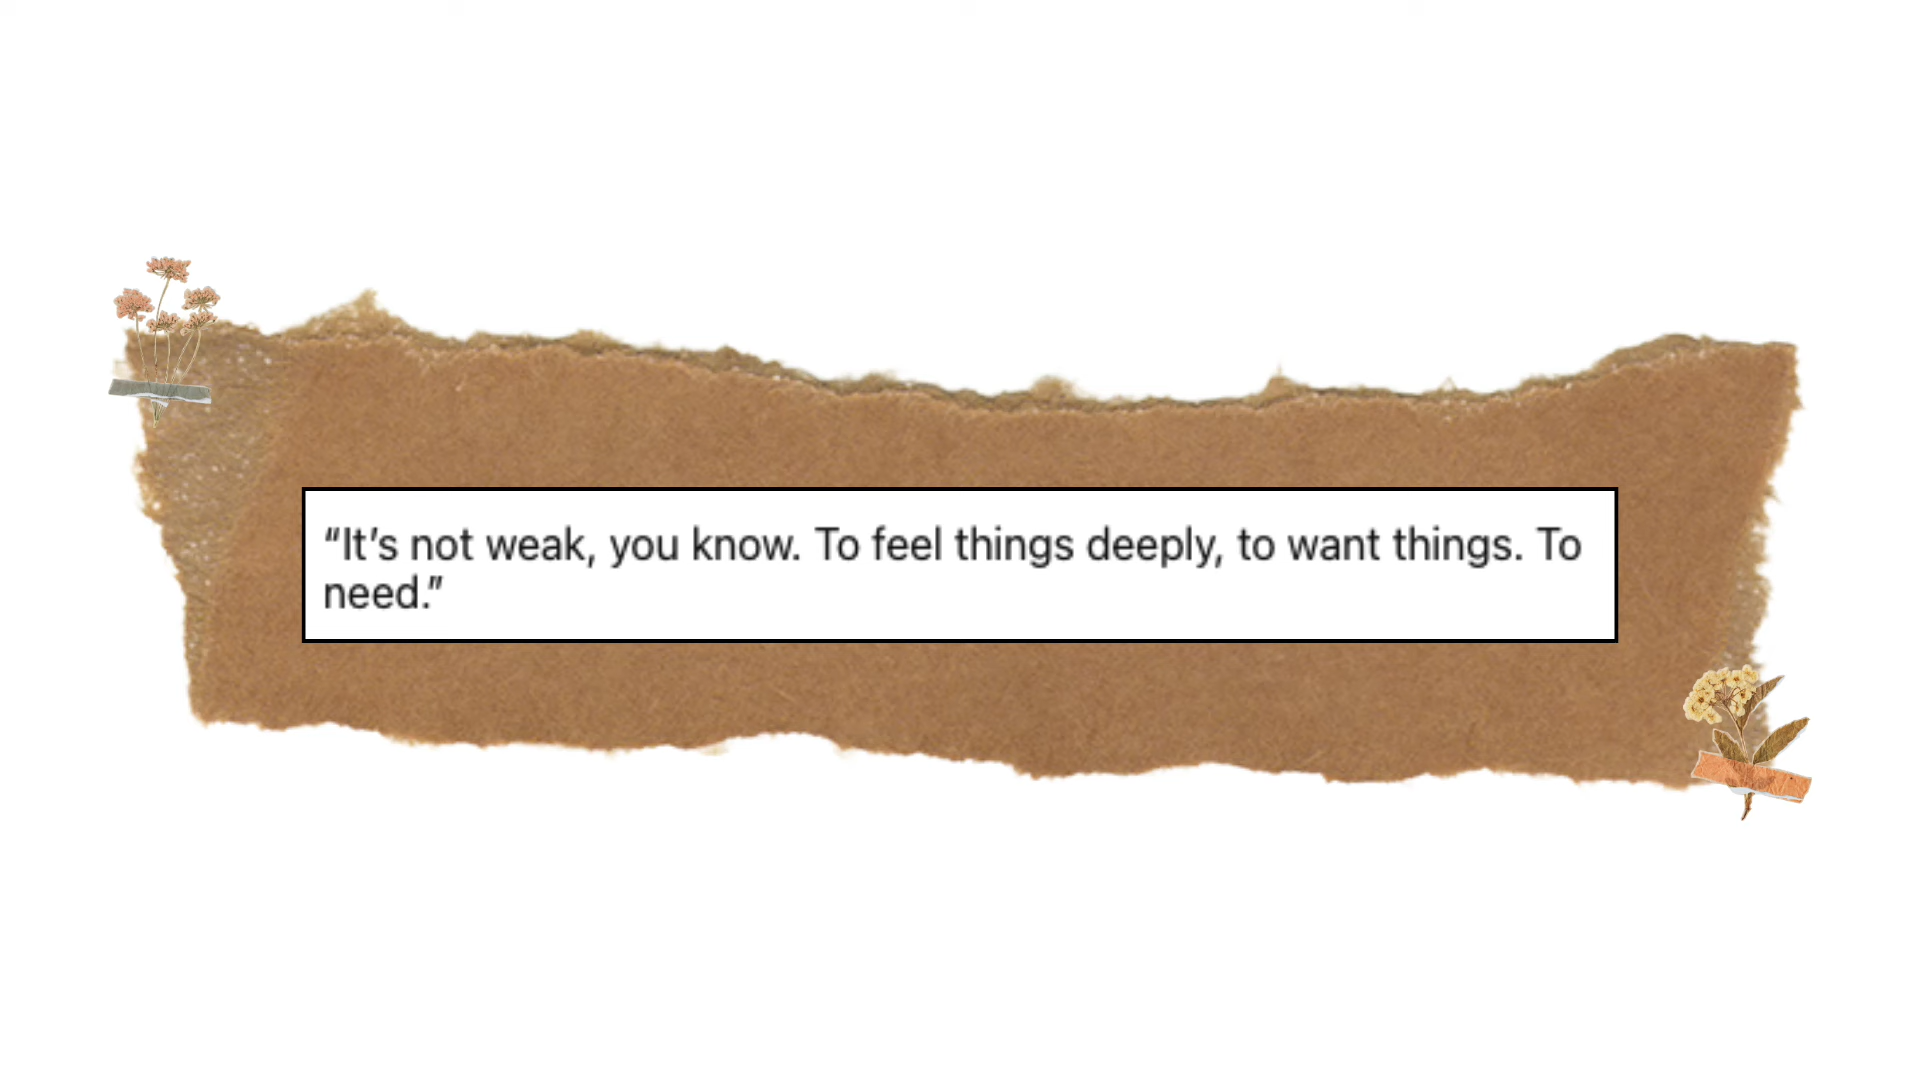 “It’s not weak, you know. To feel things deeply, to want things. To
need.”